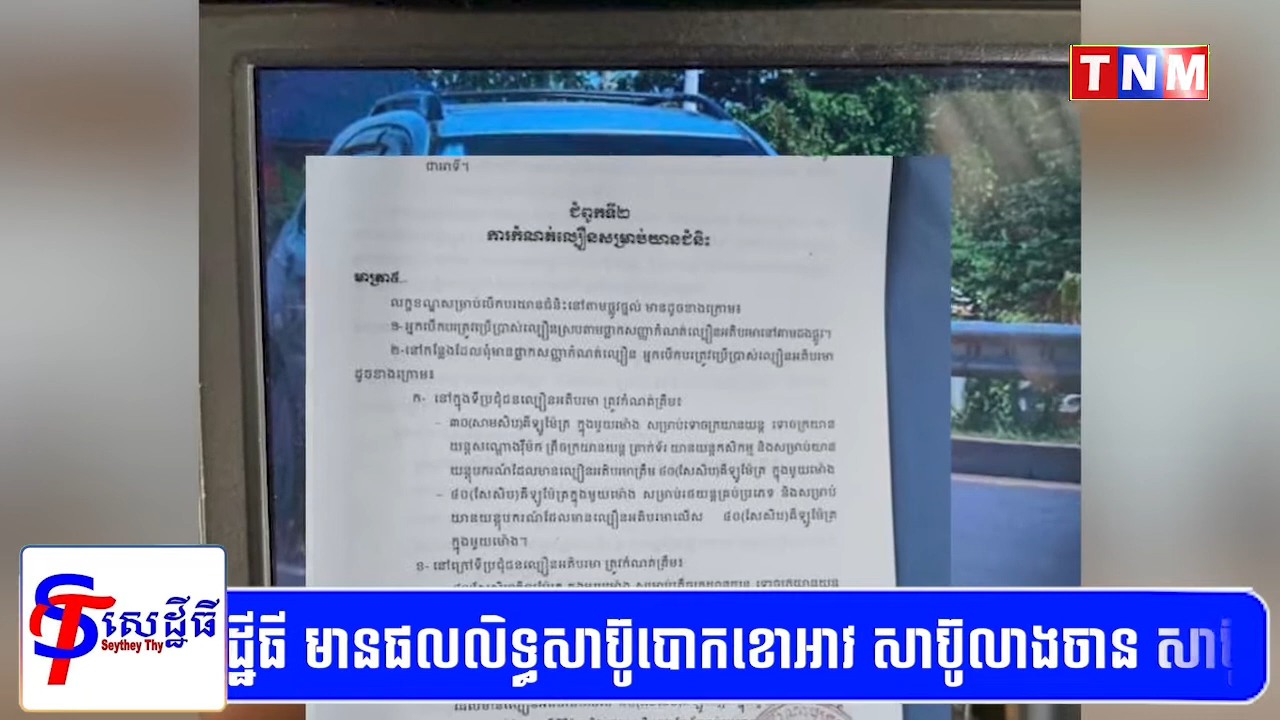 TNM
ជាអាទិ៍។
ជំពូកទី២
ការកំណត់ល្បឿនសម្រាប់យានជំនិះ
មាត្រា៥._
លក្ខខណ្ឌសម្រាប់បើកបរយានជំនិះនៅតាមផ្លូវថ្នល់ មានដូចខាងក្រោម៖
១-អ្នកបើកបរត្រូវប្រើប្រាស់ល្បឿនស្របតាមផ្លាកសញ្ញាកំណត់ល្បឿនអតិបរមានៅតាមដងផ្លូវ។
២-នៅកន្លែងដែលពុំមានផ្លាកសញ្ញាកំណត់ល្បឿន អ្នកបើកបរត្រូវប្រើប្រាស់ល្បឿនអតិបរមា
ដូចខាងក្រោម៖
ក- នៅក្នុងទីប្រជុំជនល្បឿនអតិបរមា ត្រូវកំណត់ត្រឹម៖
- ៣០(សាមសិប)គីឡូម៉ែត្រ ក្នុងមួយម៉ោង សម្រាប់ទោចក្រយានយន្ត ទោចក្រយាន
យន្តសណ្តោងរ៉ឺម៉ក ត្រីចក្រយានយន្ត ត្រាក់ទ័រ យានយន្តកសិកម្ម និងសម្រាប់យាន
យន្តុបករណ៍ដែលមានល្បឿនអតិបរមាត្រឹម ៤០(សែសិប)គីឡូម៉ែត្រ ក្នុងមួយម៉ោង
- ៤០(សែសិប)គីឡូម៉ែត្រក្នុងមួយម៉ោង សម្រាប់រថយន្តគ្រប់ប្រភេទ និងសម្រាប់
យានយន្តុបករណ៍ដែលមានល្បឿនអតិបរមាលើស ៤០(សែសិប)គីឡូម៉ែត្រ
ក្នុងមួយម៉ោង។
ខ- នៅក្រៅទីប្រជុំជនល្បឿនអតិបរមា ត្រូវកំណត់ត្រឹម៖
ST សេដ្ឋីធី
Seythey Thy
ដ្ឋីធី មានផលលិទ្ធសាប៊ូបោកខោអាវ សាប៊ូលាងចាន សាប៊ូ